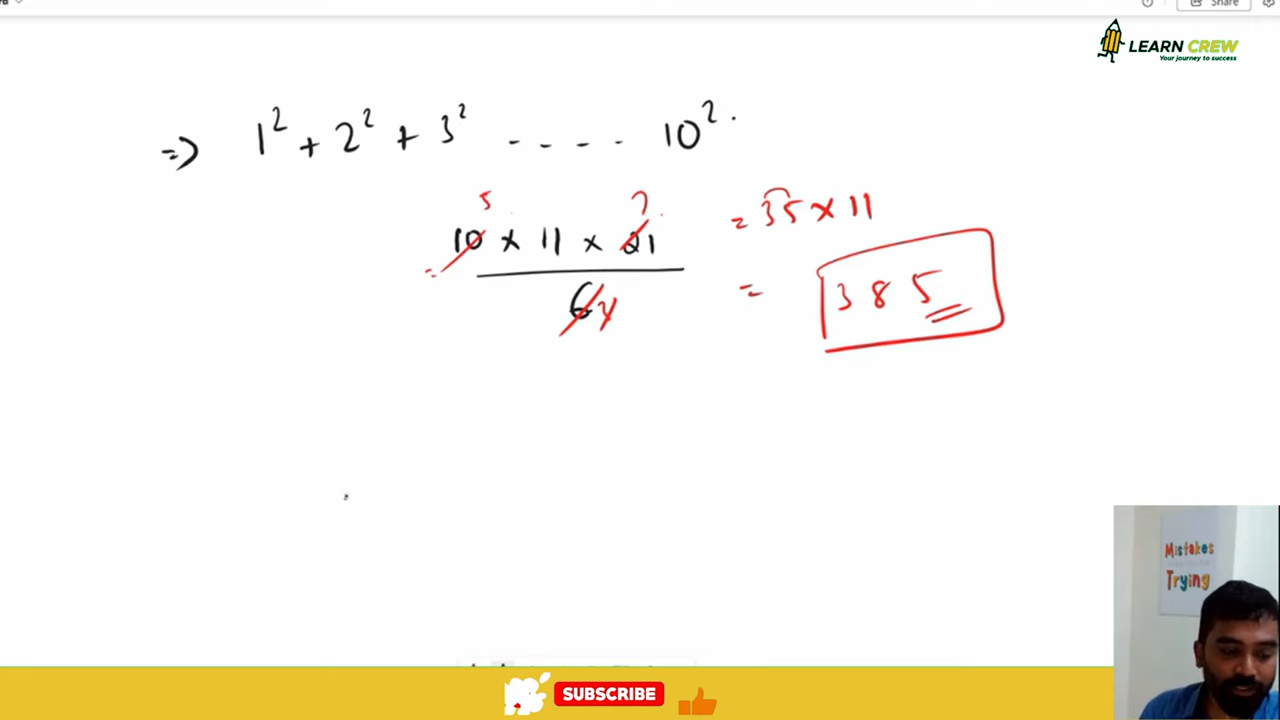 Share
LEARN CREW
Your journey to success
=> 1² + 2² + 3² - - - - 10².
5 7
= 10 × 11 × 21 = 35 × 11
6 = 385
Mistakes
Trying
SUBSCRIBE